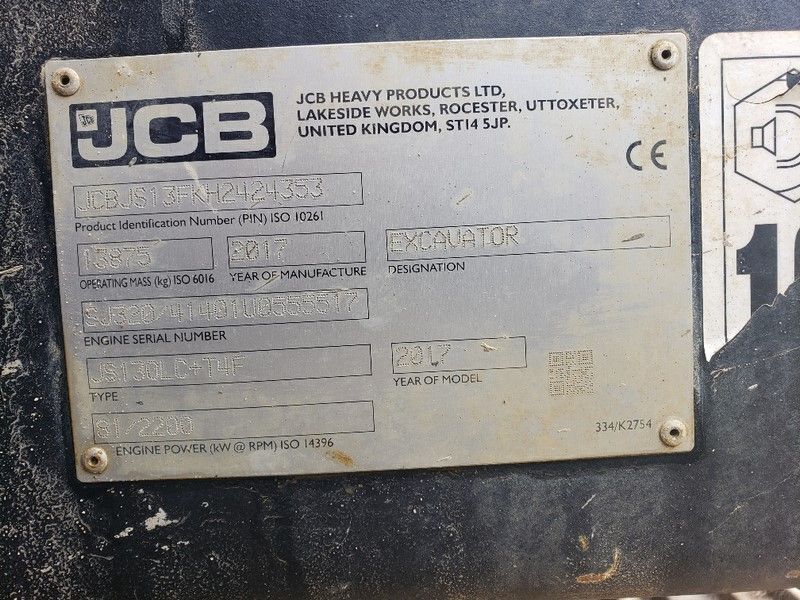 JCB
JCB HEAVY PRODUCTS LTD,
LAKESIDE WORKS, ROCESTER, UTTOXETER,
UNITED KINGDOM, ST14 5JP.
CE
JCBJS13FKH2424353
Product Identification Number (PIN) ISO 10261
13875
OPERATING MASS (kg) ISO 6016
2017
YEAR OF MANUFACTURE
EXCAVATOR
DESIGNATION
SJ320/41401U0555517
ENGINE SERIAL NUMBER
JS130LC+T4F
TYPE
2017
YEAR OF MODEL
81/2200
ENGINE POWER (kW @ RPM) ISO 14396
334/K2754